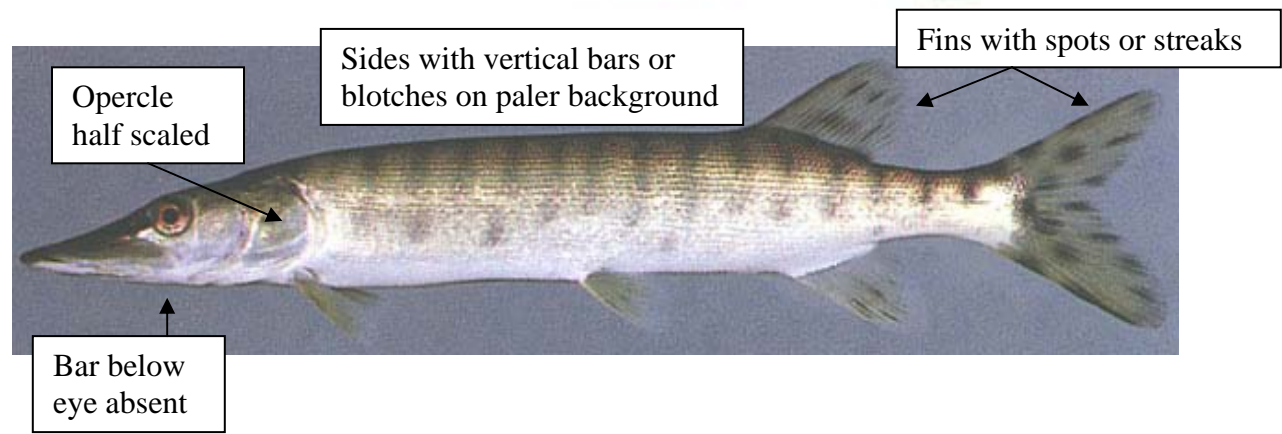 Fins with spots or streaks
Sides with vertical bars or
blotches on paler background
Opercle
half scaled
Bar below
eye absent